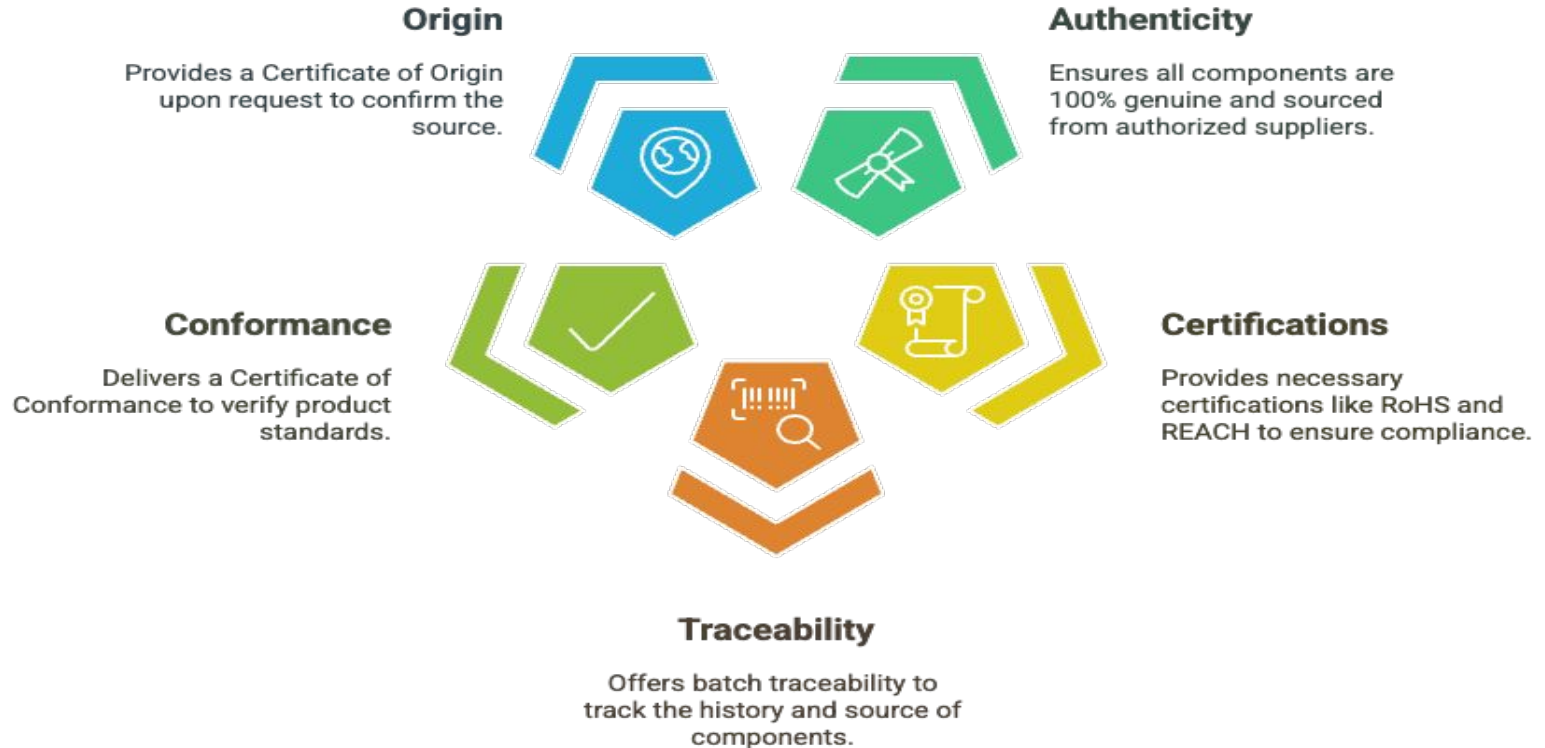 Origin
Provides a Certificate of Origin
upon request to confirm the
source.
Authenticity
Ensures all components are
100% genuine and sourced
from authorized suppliers.
Conformance
Delivers a Certificate of
Conformance to verify product
standards.
Certifications
Provides necessary
certifications like RoHS and
REACH to ensure compliance.
Traceability
Offers batch traceability to
track the history and source of
components.